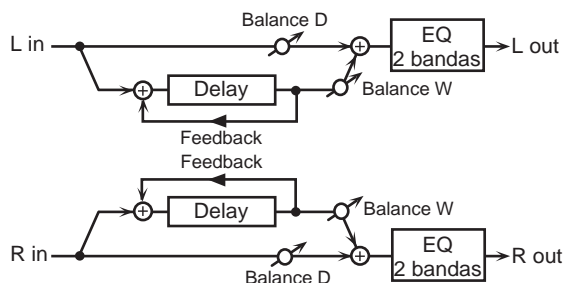 Balance D
L in
EQ
2 bandas
L out
Delay
Balance W
Feedback
Feedback
Delay
Balance W
R in
EQ
2 bandas
R out
Balance D